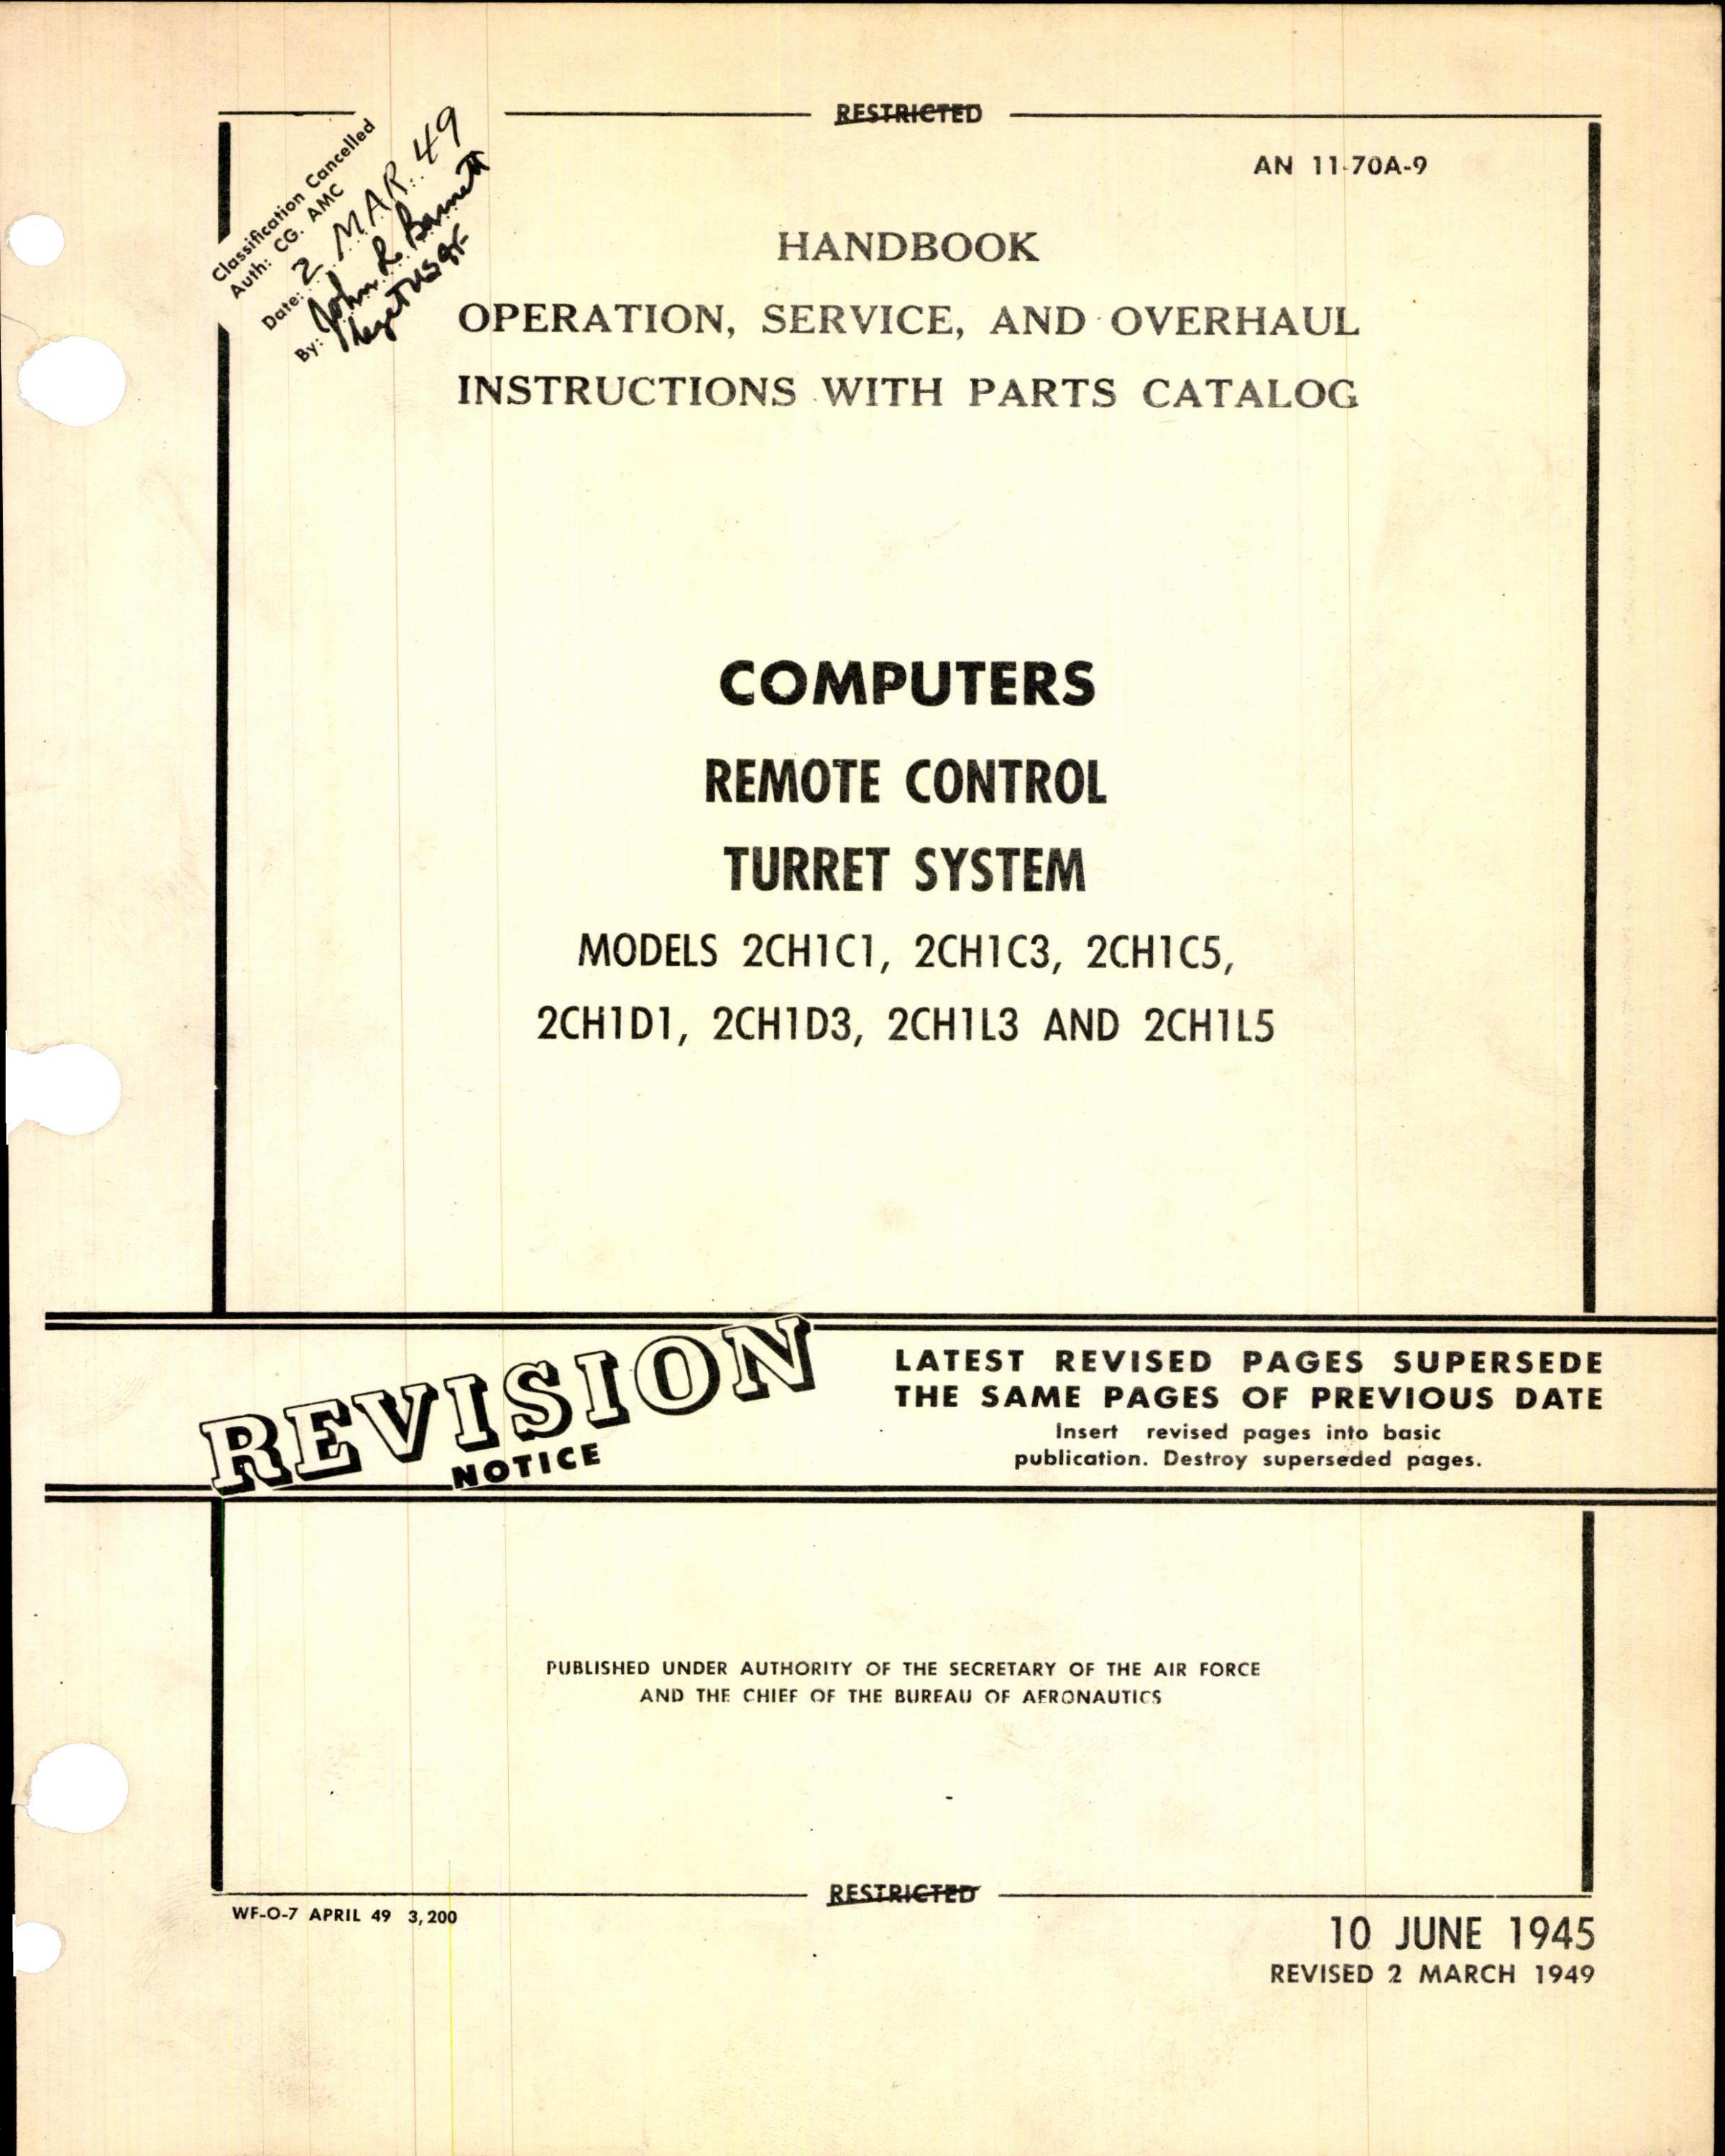 RESTRICTED
Classification Cancelled
Auth: CG. AMC
Date: 2 MAR. 49
By: John R Barnett
USAF
AN 11-70A-9
HANDBOOK
OPERATION, SERVICE, AND OVERHAUL
INSTRUCTIONS WITH PARTS CATALOG
COMPUTERS
REMOTE CONTROL
TURRET SYSTEM
MODELS 2CH1C1, 2CH1C3, 2CH1C5,
2CH1D1, 2CH1D3, 2CH1L3 AND 2CH1L5
REVISION
NOTICE
LATEST REVISED PAGES SUPERSEDE
THE SAME PAGES OF PREVIOUS DATE
Insert revised pages into basic
publication. Destroy superseded pages.
PUBLISHED UNDER AUTHORITY OF THE SECRETARY OF THE AIR FORCE
AND THE CHIEF OF THE BUREAU OF AERONAUTICS
RESTRICTED
WF-O-7 APRIL 49 3,200
10 JUNE 1945
REVISED 2 MARCH 1949